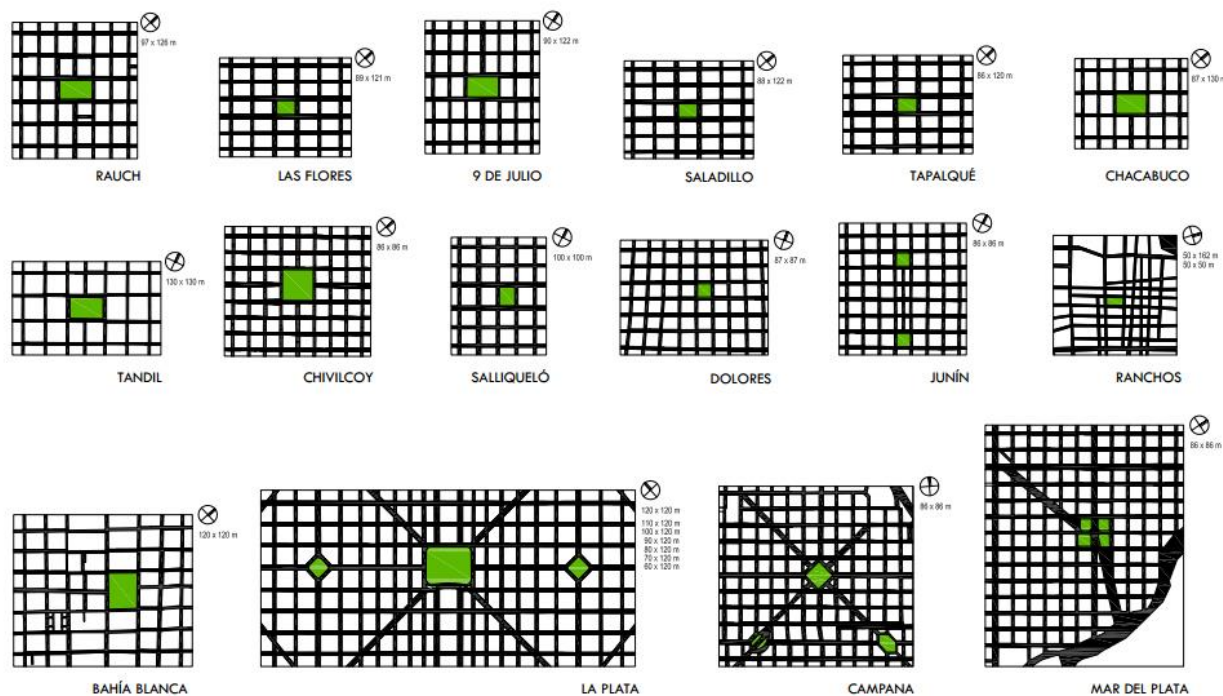 97 x 126 m
RAUCH
89 x 121 m
LAS FLORES
90 x 122 m
9 DE JULIO
88 x 122 m
SALADILLO
86 x 120 m
TAPALQUÉ
87 x 130 m
CHACABUCO
130 x 130 m
TANDIL
86 x 86 m
CHIVILCOY
100 x 100 m
SALLIQUELÓ
87 x 87 m
DOLORES
86 x 86 m
JUNÍN
50 x 162 m
50 x 50 m
RANCHOS
120 x 120 m
BAHÍA BLANCA
120 x 120 m
110 x 120 m
100 x 120 m
90 x 120 m
80 x 120 m
70 x 120 m
60 x 120 m
LA PLATA
86 x 86 m
CAMPANA
86 x 86 m
MAR DEL PLATA